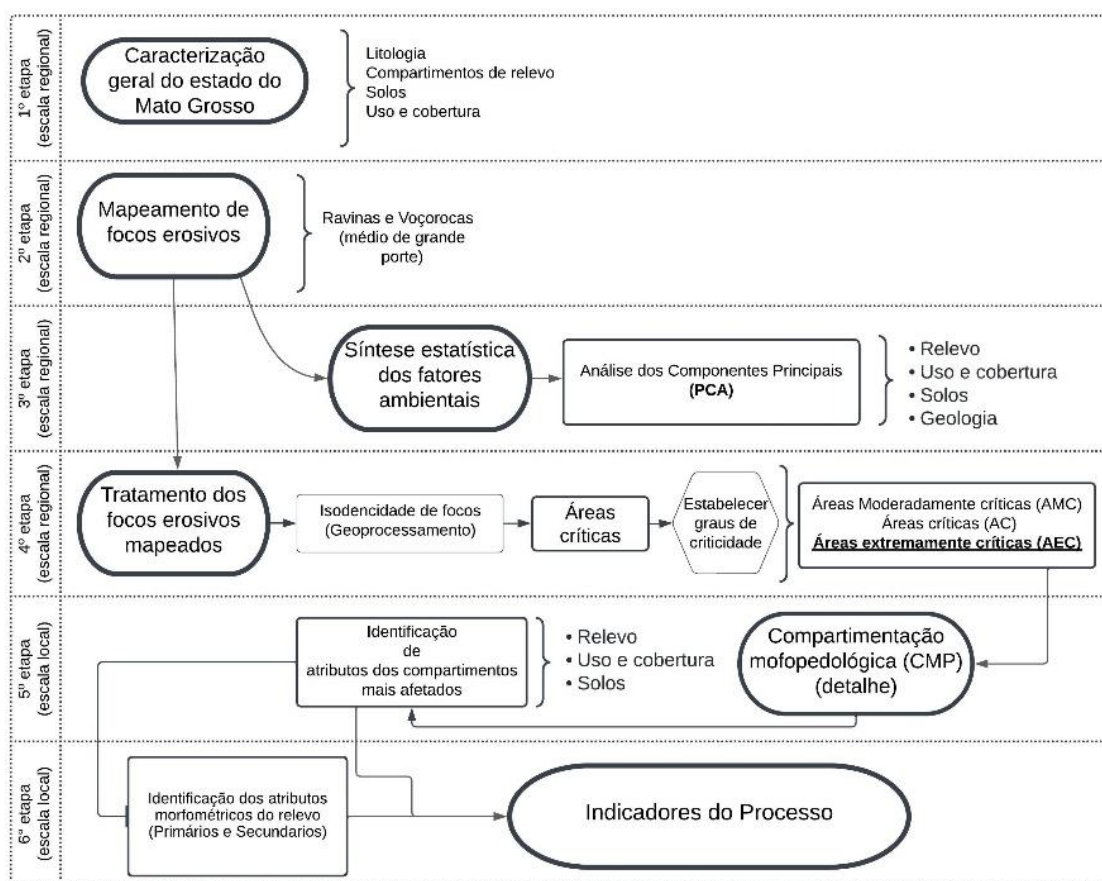 1º etapa
(escala regional)
Caracterização
geral do estado do
Mato Grosso
Litologia
Compartimentos de relevo
Solos
Uso e cobertura
2º etapa
(escala regional)
Mapeamento de
focos erosivos
Ravinas e Voçorocas
(médio de grande
porte)
3º etapa
(escala regional)
Síntese estatística
dos fatores
ambientais
Análise dos Componentes Principais
(PCA)
• Relevo
• Uso e cobertura
• Solos
• Geologia
4º etapa
(escala regional)
Tratamento dos
focos erosivos
mapeados
Isodencidade de focos
(Geoprocessamento)
Áreas
críticas
Estabelecer
graus de
criticidade
Áreas Moderadamente críticas (AMC)
Áreas críticas (AC)
Áreas extremamente críticas (AEC)
5º etapa
(escala local)
Identificação
de
atributos dos compartimentos
mais afetados
• Relevo
• Uso e cobertura
• Solos
Compartimentação
mofopedológica (CMP)
(detalhe)
6º etapa
(escala local)
Identificação dos atributos
morfométricos do relevo
(Primários e Secundarios)
Indicadores do Processo